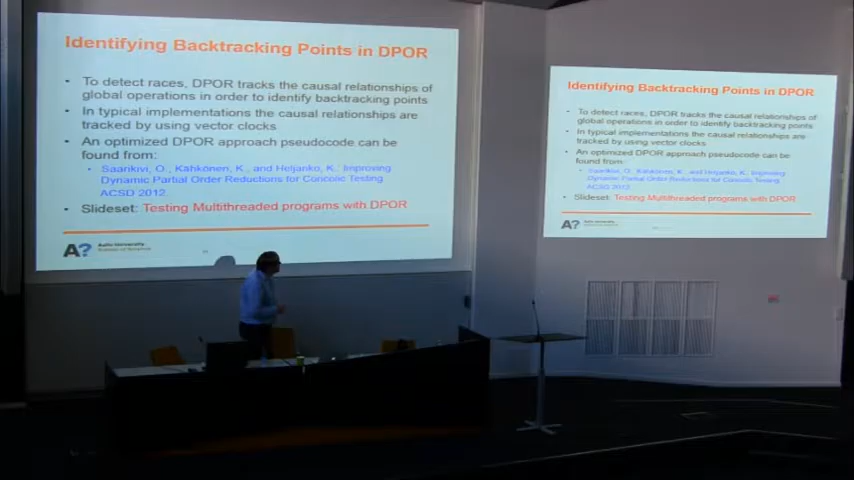 Identifying Backtracking Points in DPOR
• To detect races, DPOR tracks the causal relationships of
global operations in order to identify backtracking points
• In typical implementations the causal relationships are
tracked by using vector clocks
• An optimized DPOR approach pseudocode can be
found from:
• Saarikivi, O., Kähkönen, K., and Heljanko, K.: Improving
Dynamic Partial Order Reductions for Concolic Testing
ACSD 2012.
• Slideset: Testing Multithreaded programs with DPOR
A?
Aalto University
School of Science
Identifying Backtracking Points in DPOR
• To detect races, DPOR tracks the causal relationships of
global operations in order to identify backtracking points
• In typical implementations the causal relationships are
tracked by using vector clocks
• An optimized DPOR approach pseudocode can be
found from:
• Saarikivi, O., Kähkönen, K., and Heljanko, K.: Improving
Dynamic Partial Order Reductions for Concolic Testing
ACSD 2012.
• Slideset: Testing Multithreaded programs with DPOR
A?